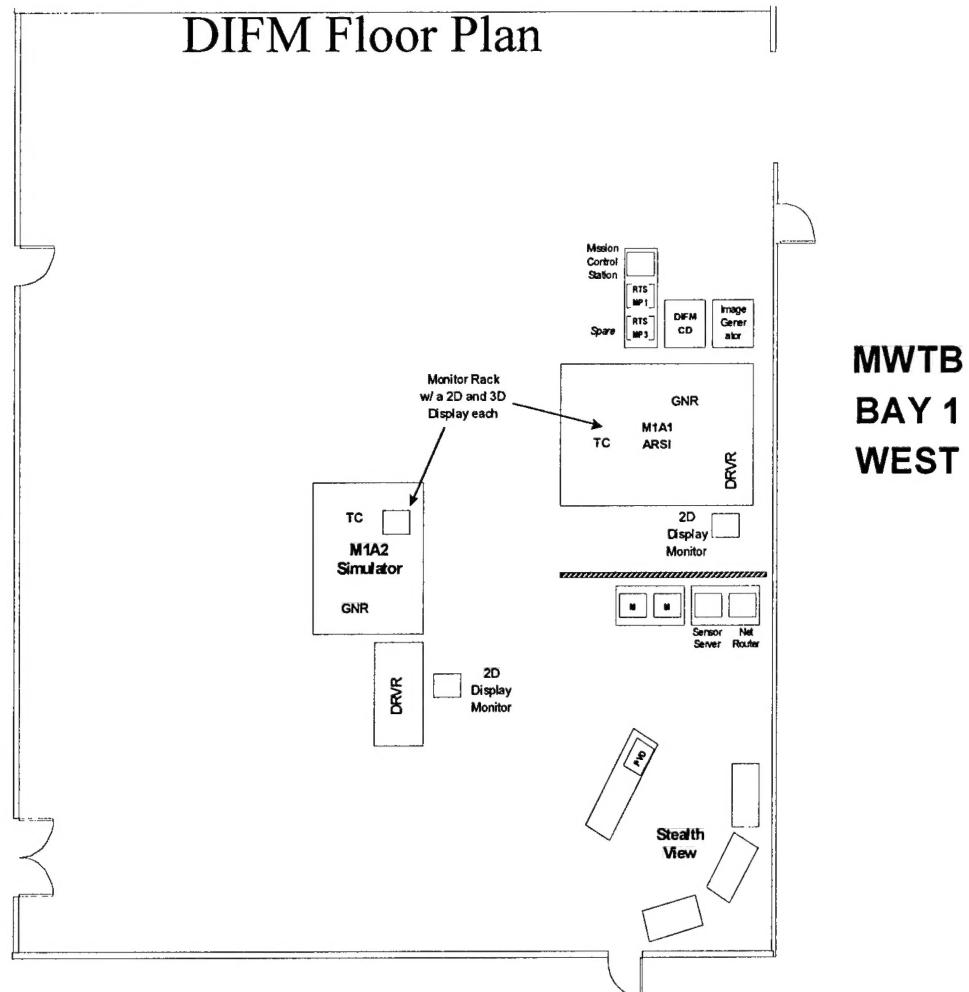 DIFM Floor Plan
Mission
Control
Station
RTS
MP1
Spare
RTS
MP3
DIFM
CD
Image
Gener
ator
MWTB
BAY 1
WEST
Monitor Rack
w/ a 2D and 3D
Display each
GNR
M1A1
ARSI
TC
DRVR
2D
Display
Monitor
TC
M1A2
Simulator
GNR
M
M
Sensor
Server
Net
Router
DRVR
2D
Display
Monitor
PVD
Stealth
View